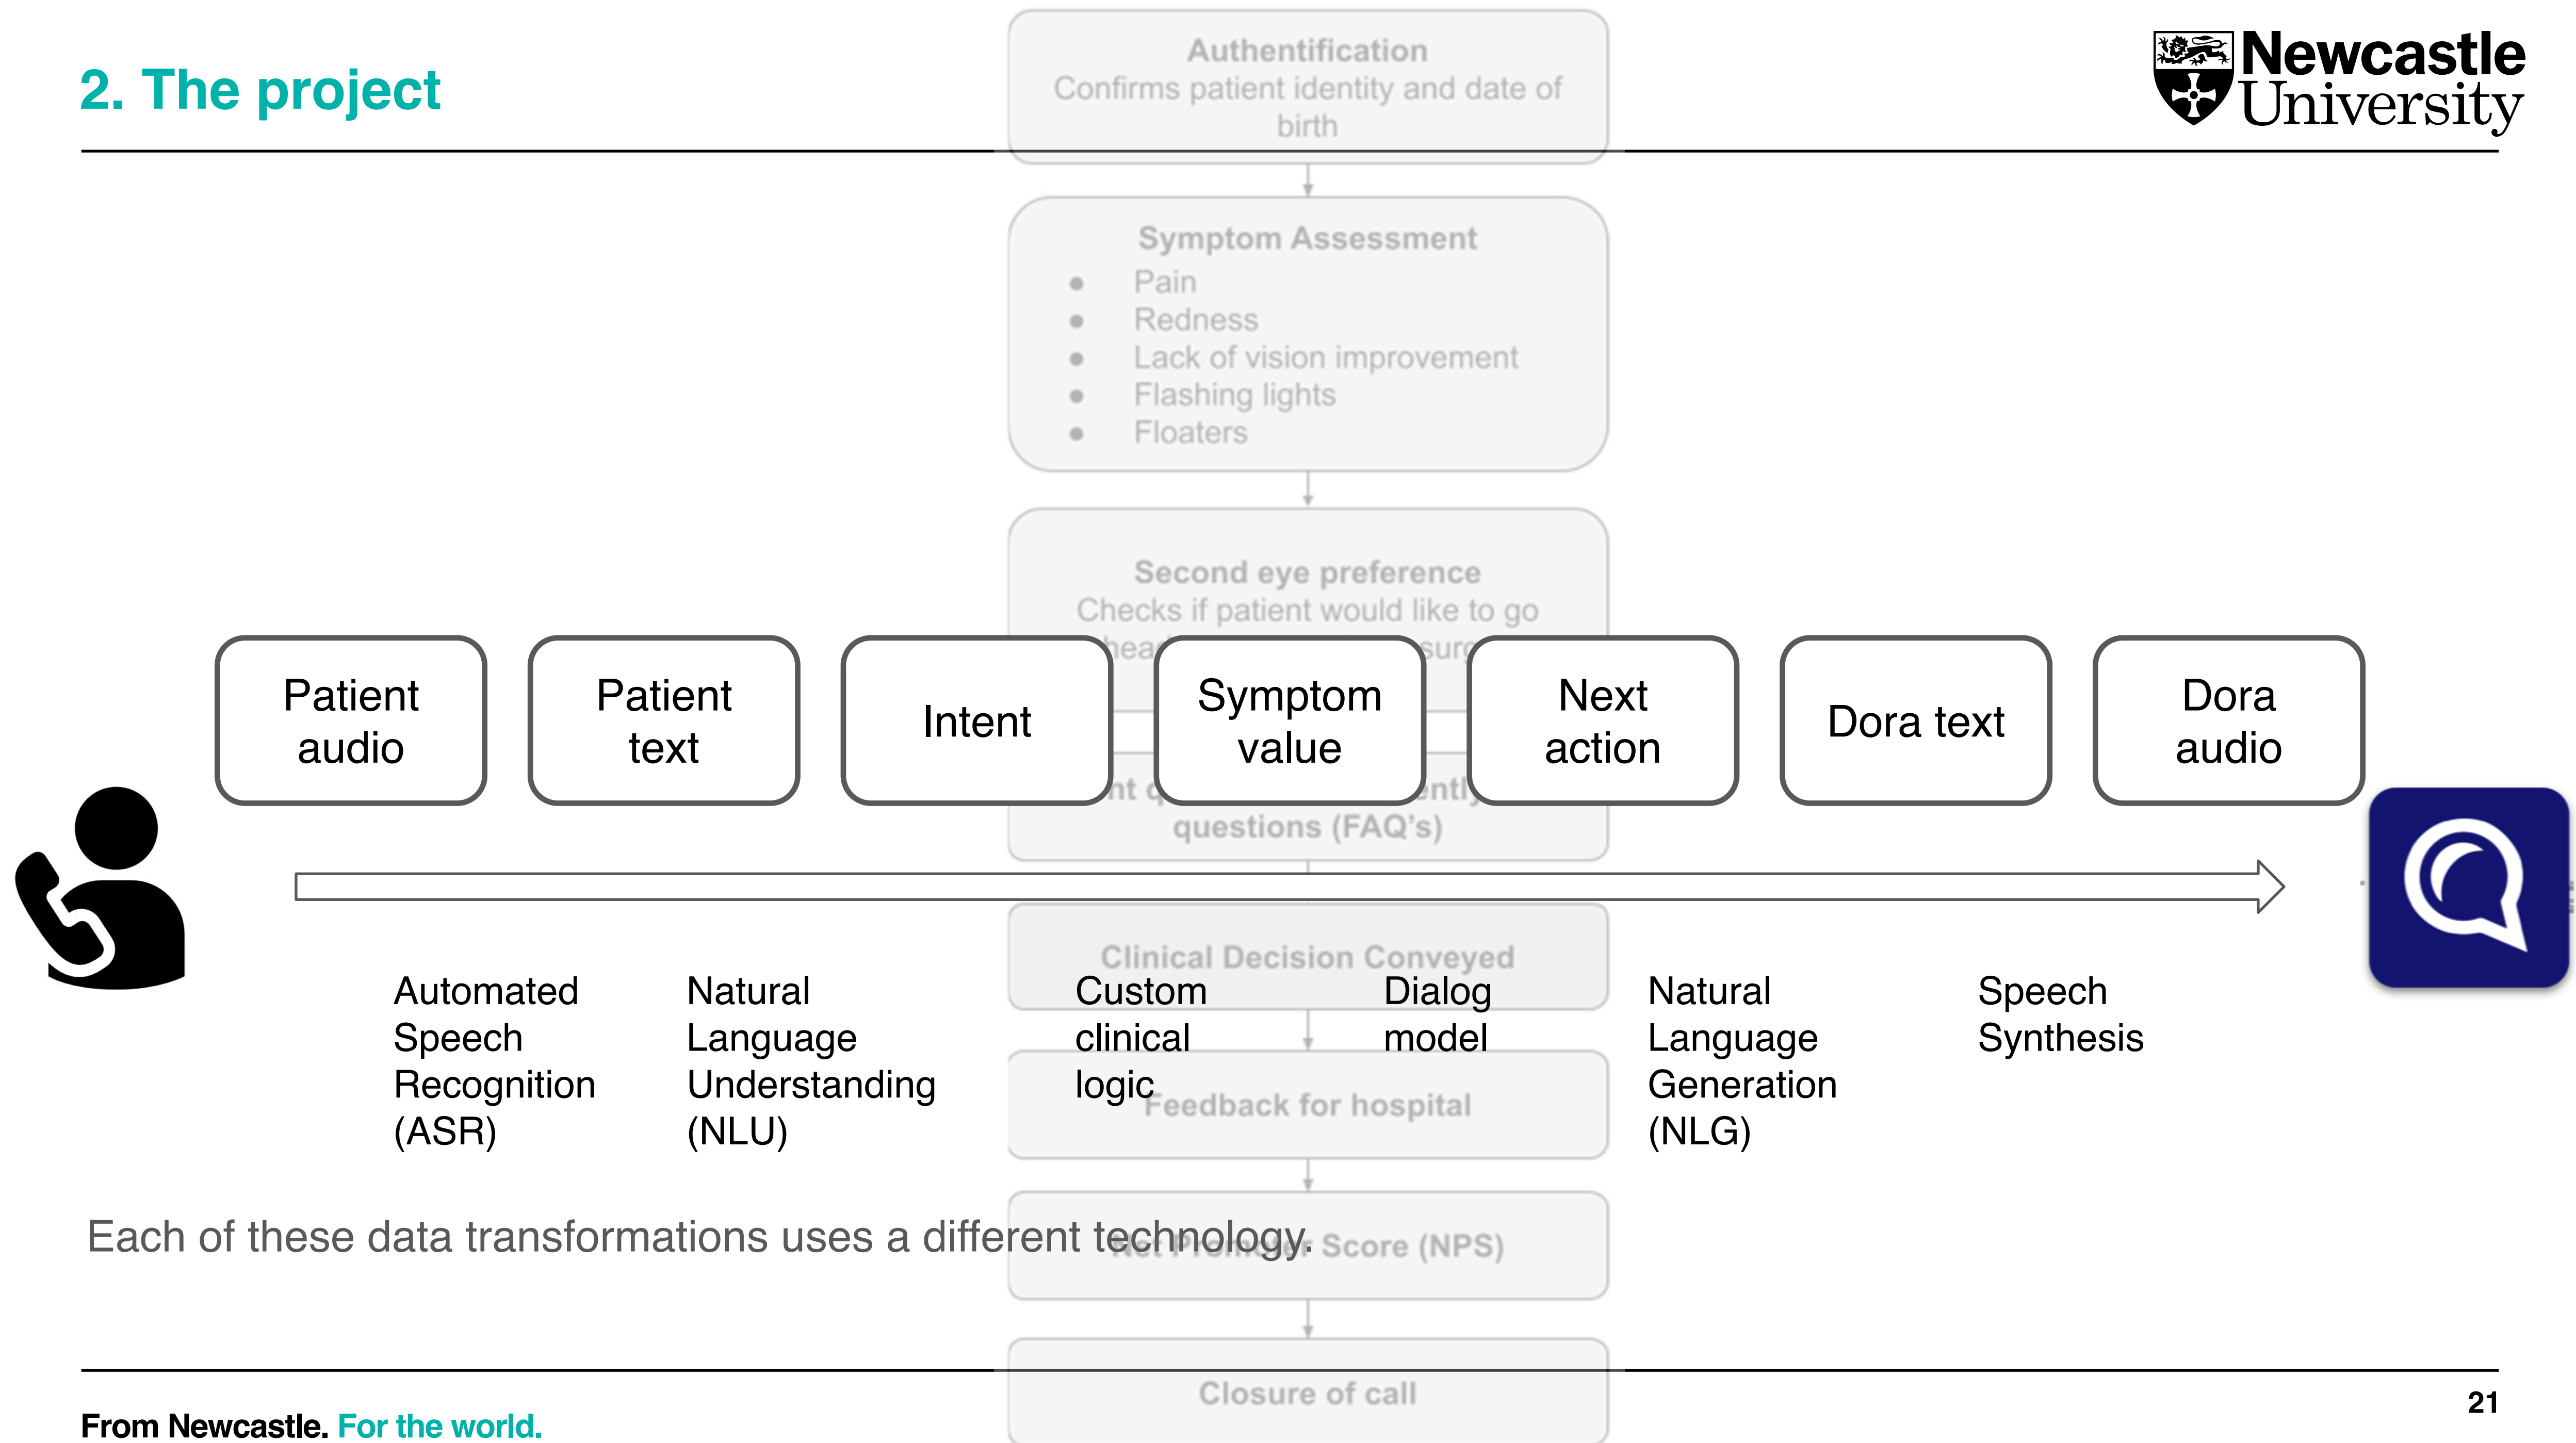 2. The project
Newcastle
University
Authentification
Confirms patient identity and date of
birth
Symptom Assessment
● Pain
● Redness
● Lack of vision improvement
● Flashing lights
● Floaters
Second eye preference
Checks if patient would like to go
Patient
audio
Patient
text
Intent
Symptom
value
Next
action
Dora text
Dora
audio
questions (FAQ's)
Clinical Decision Conveyed
Automated
Speech
Recognition
(ASR)
Natural
Language
Understanding
(NLU)
Custom
clinical
logic
Dialog
model
Natural
Language
Generation
(NLG)
Speech
Synthesis
Feedback for hospital
Each of these data transformations uses a different technology.
Net Promoter Score (NPS)
Closure of call
From Newcastle. For the world.
21